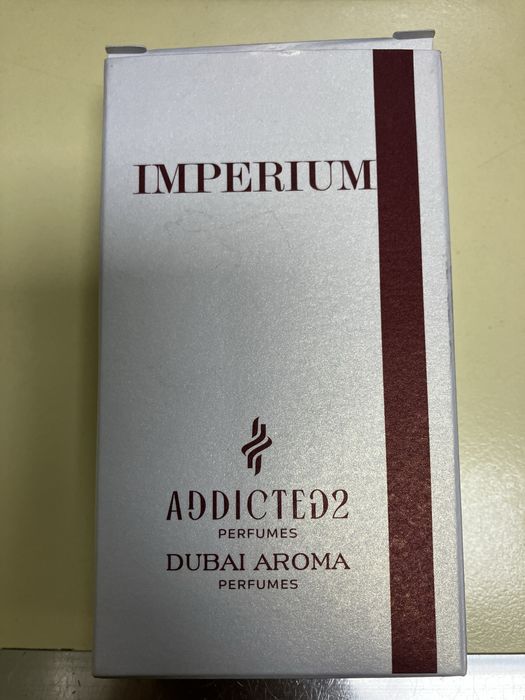 IMPERIUM
ADDICTED2
PERFUMES
DUBAI AROMA
PERFUMES